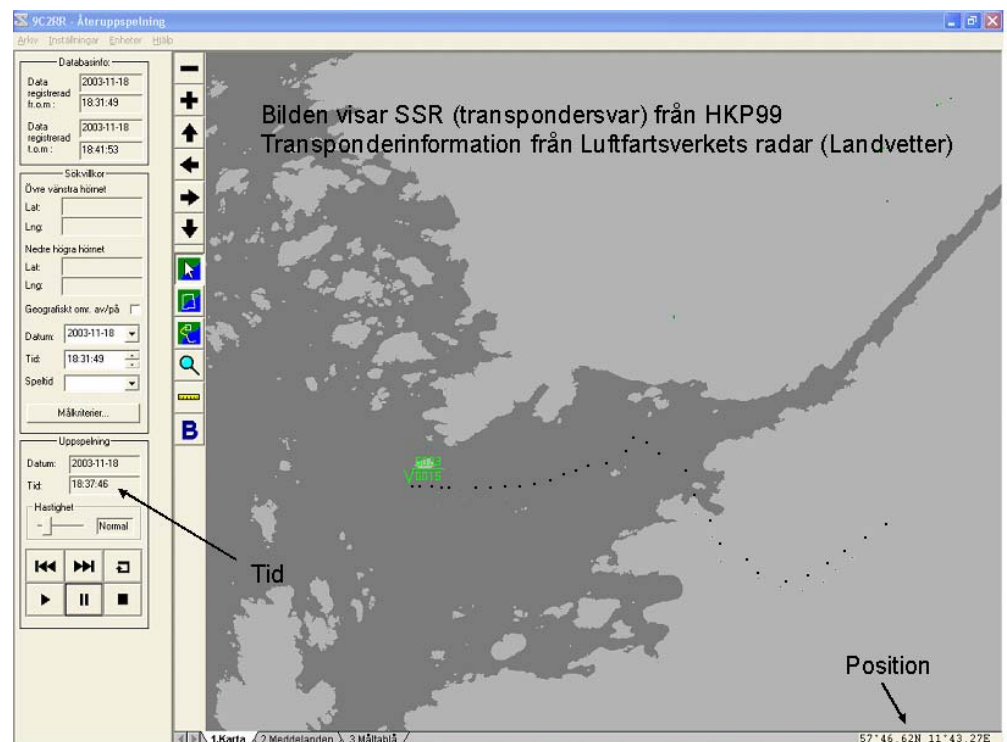 9C2RR - Återuppspelning
Arkiv Inställningar Enheter Hjälp
Databasinfo:
Data registrerad fr.o.m :
2003-11-18
18:31:49
Data registrerad t.o.m :
2003-11-18
18:41:53
Sökvillkor
Övre vänstra hörnet
Lat:
Lng:
Nedre högra hörnet
Lat:
Lng:
Geografiskt omr. av/på
Datum: 2003-11-18
Tid: 18:31:49
Speltid
Målkriterier...
Uppspelning
Datum: 2003-11-18
Tid: 18:37:46
Hastighet
Normal
B
Bilden visar SSR (transpondersvar) från HKP99
Transponderinformation från Luftfartsverkets radar (Landvetter)
V0015
Tid
Position
1.Karta 2.Meddelanden 3.Måltablå
57°46.62N 11°43.27E